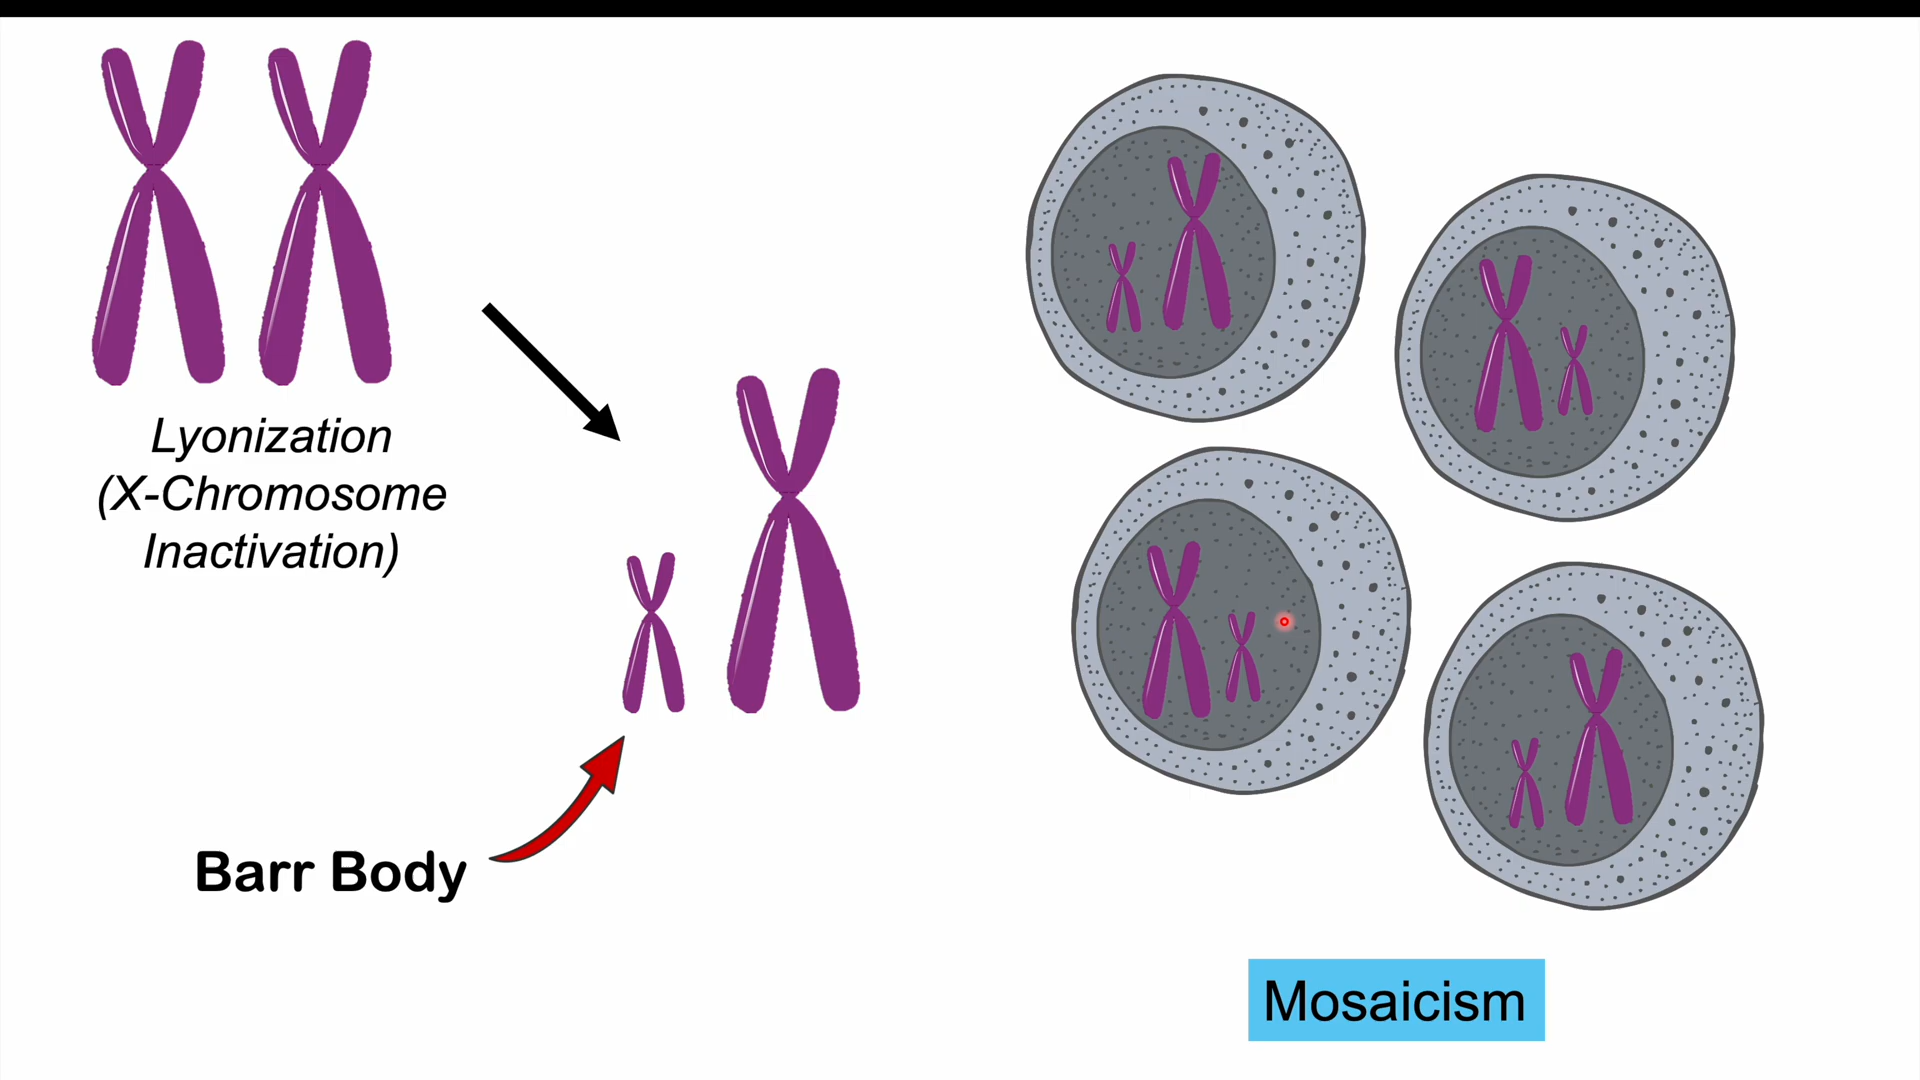 Lyonization
(X-Chromosome
Inactivation)
Barr Body
Mosaicism